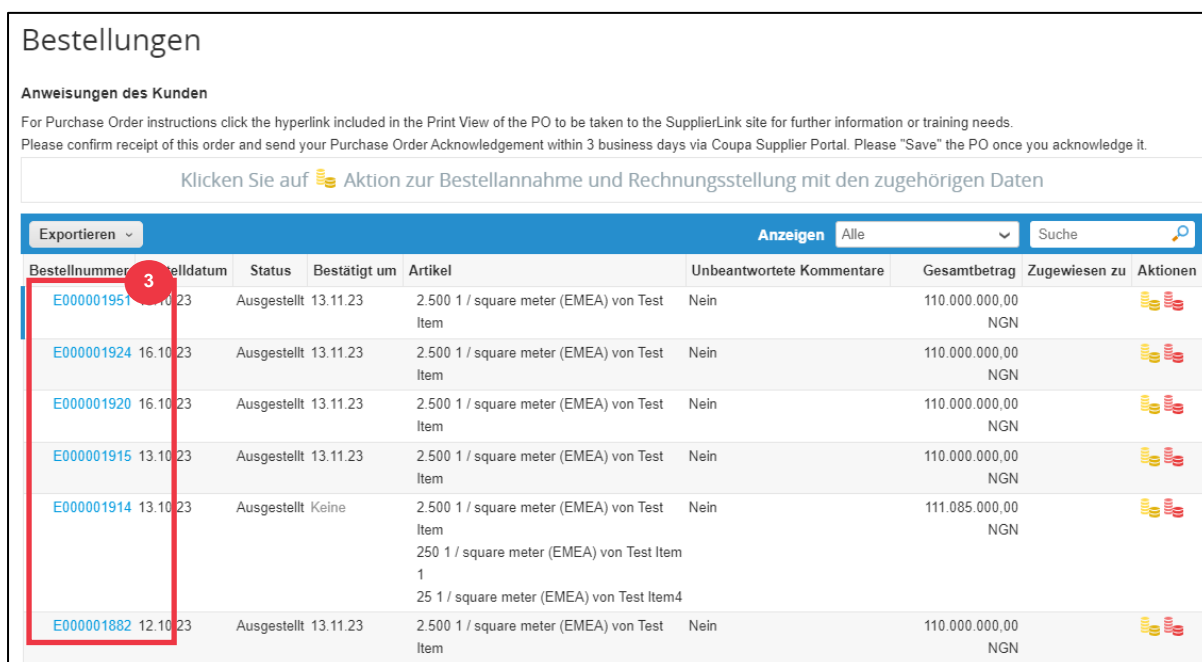 Bestellungen
Anweisungen des Kunden
For Purchase Order instructions click the hyperlink included in the Print View of the PO to be taken to the SupplierLink site for further information or training needs.
Please confirm receipt of this order and send your Purchase Order Acknowledgement within 3 business days via Coupa Supplier Portal. Please "Save" the PO once you acknowledge it.
Klicken Sie auf Aktion zur Bestellannahme und Rechnungsstellung mit den zugehörigen Daten
Exportieren Anzeigen Alle Suche
Bestellnummer 3 Status Bestätigt um Artikel Unbeantwortete Kommentare Gesamtbetrag Zugewiesen zu Aktionen
E000001951 Ausgestellt 13.11.23 2.500 1 / square meter (EMEA) von Test Nein 110.000.000,00
Item NGN
E000001924 16.10.23 Ausgestellt 13.11.23 2.500 1 / square meter (EMEA) von Test Nein 110.000.000,00
Item NGN
E000001920 16.10.23 Ausgestellt 13.11.23 2.500 1 / square meter (EMEA) von Test Nein 110.000.000,00
Item NGN
E000001915 13.10.23 Ausgestellt 13.11.23 2.500 1 / square meter (EMEA) von Test Nein 110.000.000,00
Item NGN
E000001914 13.10.23 Ausgestellt Keine 2.500 1 / square meter (EMEA) von Test Nein 111.085.000,00
Item NGN
250 1 / square meter (EMEA) von Test Item
1
25 1 / square meter (EMEA) von Test Item4
E000001882 12.10.23 Ausgestellt 13.11.23 2.500 1 / square meter (EMEA) von Test Nein 110.000.000,00
Item NGN